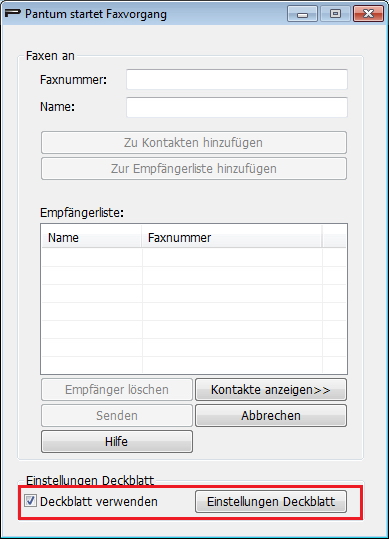 Pantum startet Faxvorgang
Faxen an
Faxnummer:
Name:
Zu Kontakten hinzufügen
Zur Empfängerliste hinzufügen
Empfängerliste:
Name Faxnummer
Empfänger löschen Kontakte anzeigen>>
Senden Abbrechen
Hilfe
Einstellungen Deckblatt
Deckblatt verwenden Einstellungen Deckblatt